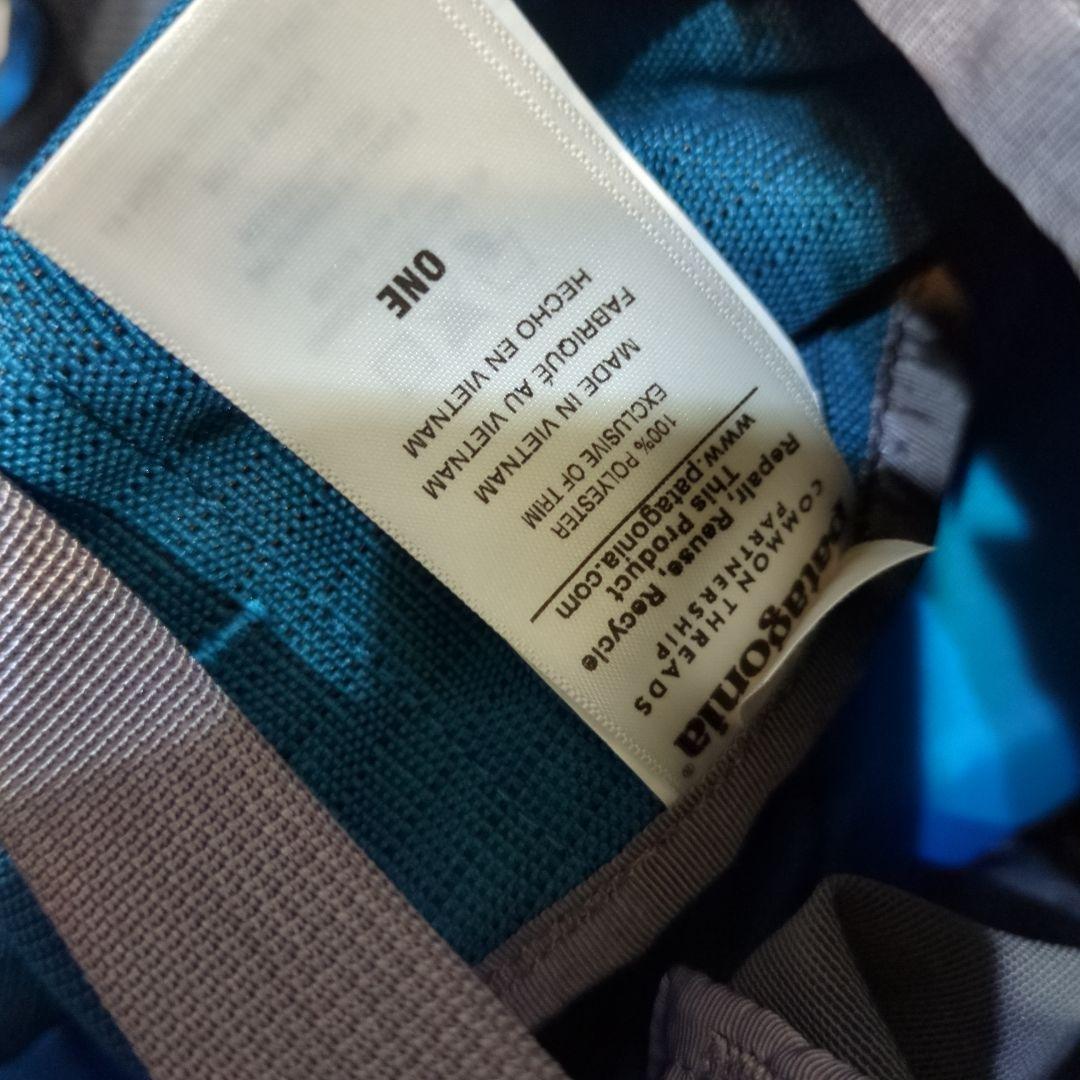 patagonia®
COMMON THREADS
PARTNERSHIP
Repair, Reuse, Recycle
This Product
www.patagonia.com
100% POLYESTER
EXCLUSIVE OF TRIM
MADE IN VIETNAM
FABRIQUÉ AU VIETNAM
HECHO EN VIETNAM
ONE